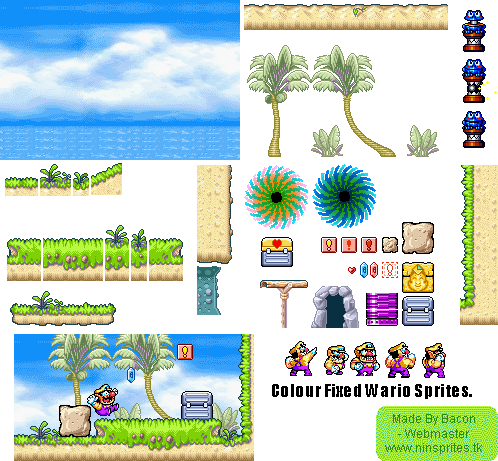 Colour Fixed Wario Sprites.
Made By Bacon
- Webmaster
www.ninsprites.tk